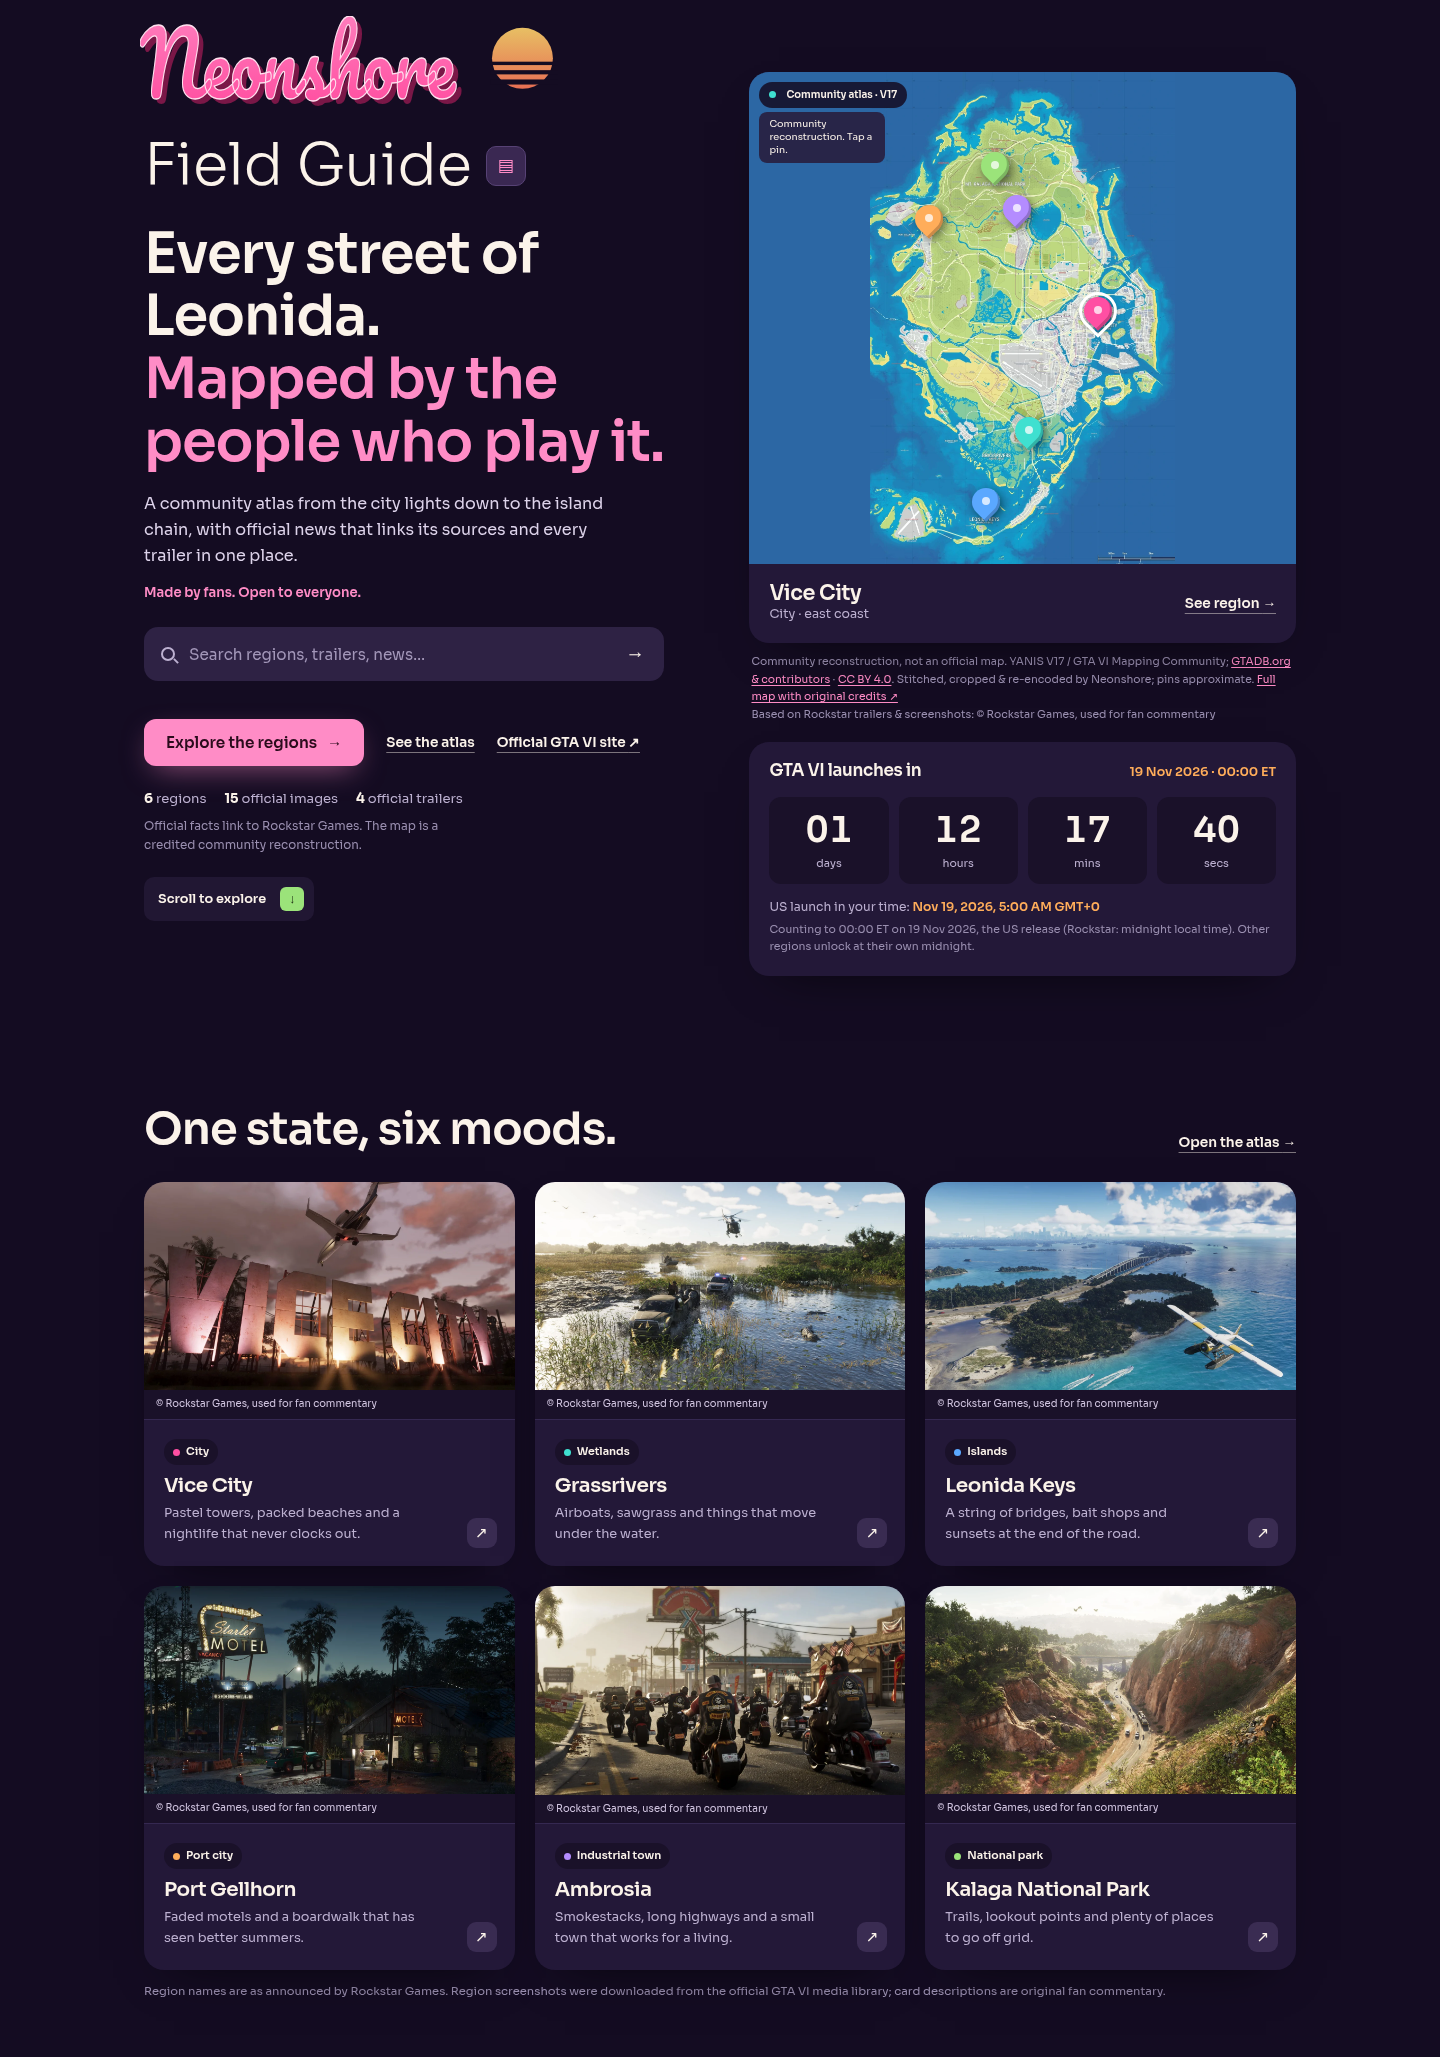 Neonshore
Field Guide
Every street of
Leonida.
Mapped by the
people who play it.
A community atlas from the city lights down to the island
chain, with official news that links its sources and every
trailer in one place.
Made by fans. Open to everyone.
Search regions, trailers, news...
→
Explore the regions →
See the atlas
Official GTA VI site ↗
6 regions
15 official images
4 official trailers
Official facts link to Rockstar Games. The map is a
credited community reconstruction.
Scroll to explore ↓
Community atlas · V17
Community
reconstruction. Tap a
pin.
Vice City
City · east coast
See region →
Community reconstruction, not an official map. YANIS V17 / GTA VI Mapping Community; GTADB.org
& contributors · CC BY 4.0. Stitched, cropped & re-encoded by Neonshore; pins approximate. Full
map with original credits ↗
Based on Rockstar trailers & screenshots: © Rockstar Games, used for fan commentary
GTA VI launches in
19 Nov 2026 · 00:00 ET
01
days
12
hours
17
mins
40
secs
US launch in your time: Nov 19, 2026, 5:00 AM GMT+0
Counting to 00:00 ET on 19 Nov 2026, the US release (Rockstar: midnight local time). Other
regions unlock at their own midnight.
One state, six moods.
Open the atlas →
VICE CITY
© Rockstar Games, used for fan commentary
City
Vice City
Pastel towers, packed beaches and a
nightlife that never clocks out.
↗
© Rockstar Games, used for fan commentary
Wetlands
Grassrivers
Airboats, sawgrass and things that move
under the water.
↗
© Rockstar Games, used for fan commentary
Islands
Leonida Keys
A string of bridges, bait shops and
sunsets at the end of the road.
↗
Starlet
MOTEL
MOTEL
© Rockstar Games, used for fan commentary
Port city
Port Gellhorn
Faded motels and a boardwalk that has
seen better summers.
↗
© Rockstar Games, used for fan commentary
Industrial town
Ambrosia
Smokestacks, long highways and a small
town that works for a living.
↗
© Rockstar Games, used for fan commentary
National park
Kalaga National Park
Trails, lookout points and plenty of places
to go off grid.
↗
Region names are as announced by Rockstar Games. Region screenshots were downloaded from the official GTA VI media library; card descriptions are original fan commentary.